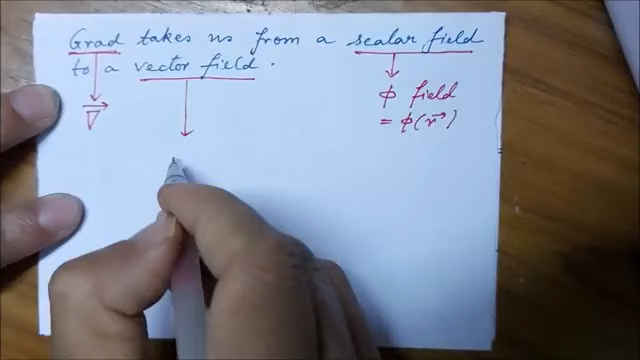 Grad takes us from a scalar field
to a vector field.
∇⃗
ϕ field
= ϕ(r⃗)